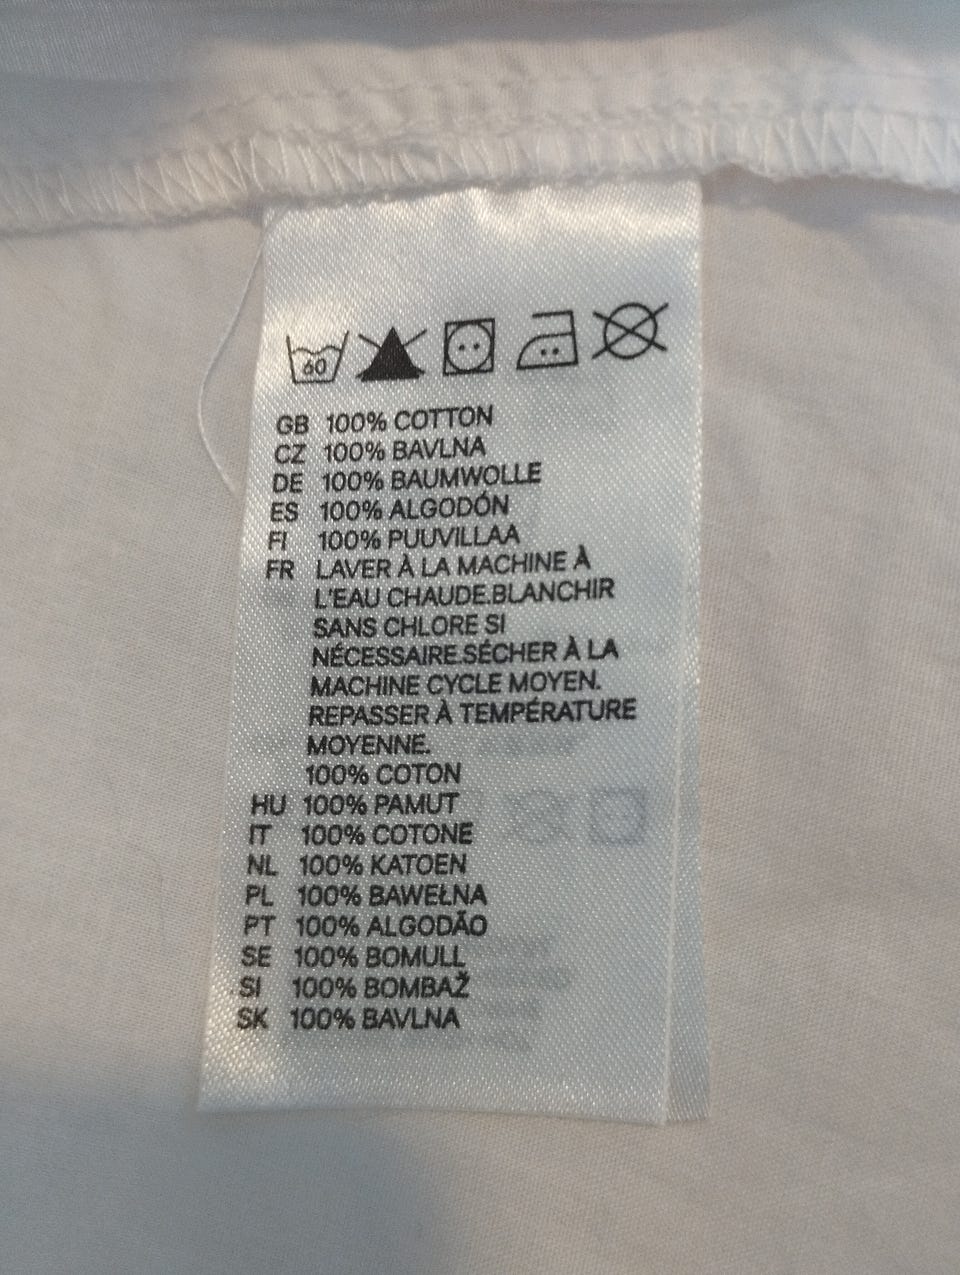 60
GB 100% COTTON
CZ 100% BAVLNA
DE 100% BAUMWOLLE
ES 100% ALGODÓN
FI 100% PUUVILLAA
FR LAVER À LA MACHINE À
L'EAU CHAUDE.BLANCHIR
SANS CHLORE SI
NÉCESSAIRE.SÉCHER À LA
MACHINE CYCLE MOYEN.
REPASSER À TEMPÉRATURE
MOYENNE.
100% COTON
HU 100% PAMUT
IT 100% COTONE
NL 100% KATOEN
PL 100% BAWEŁNA
PT 100% ALGODÃO
SE 100% BOMULL
SI 100% BOMBAŽ
SK 100% BAVLNA